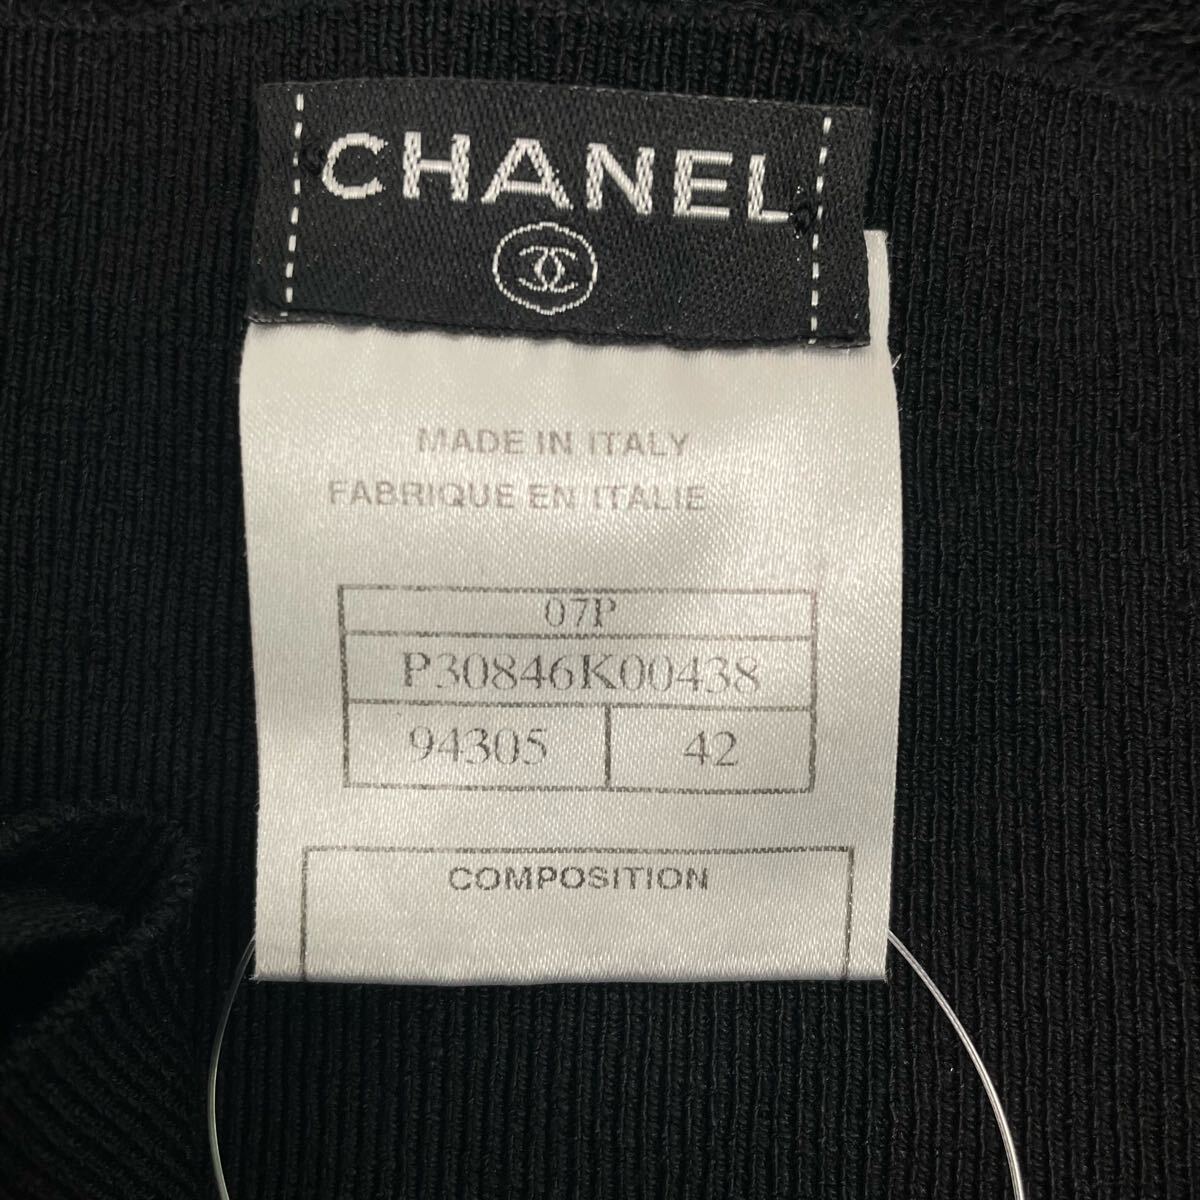 CHANEL
MADE IN ITALY
FABRIQUE EN ITALIE
07P
P30846K00438
94305 42
COMPOSITION